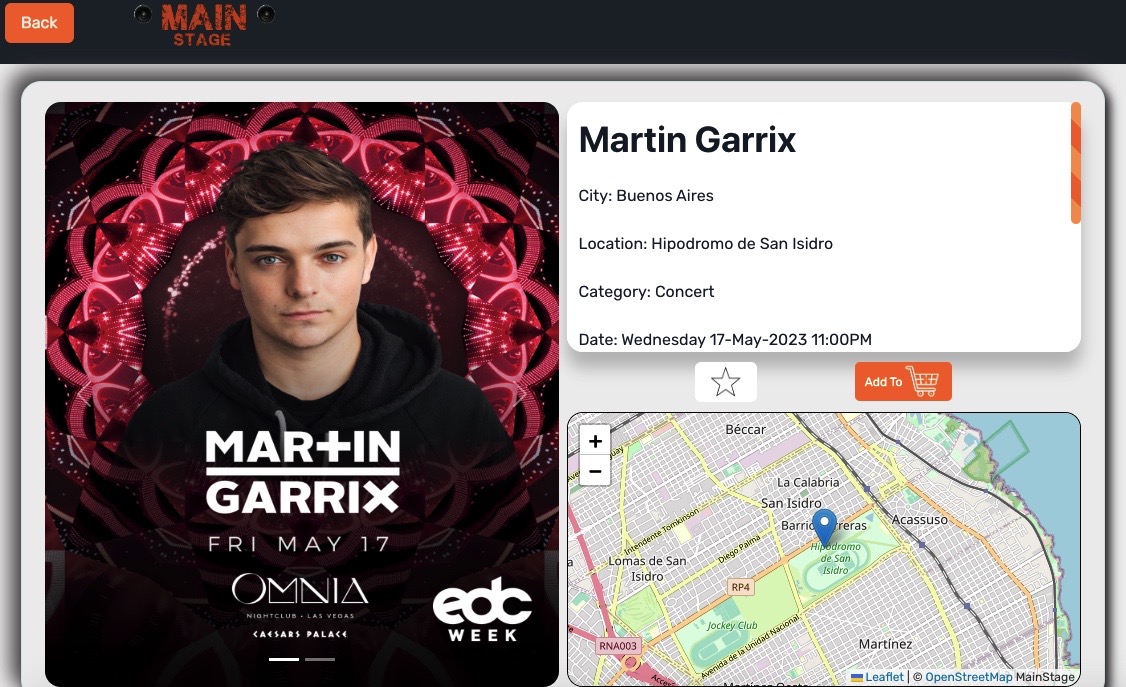 Back
MAIN
STAGE
Martin Garrix
City: Buenos Aires
Location: Hipodromo de San Isidro
Category: Concert
Date: Wednesday 17-May-2023 11:00PM
MARTIN
GARRIX
FRI MAY 17
OMNIA
NIGHTCLUB • LAS VEGAS
CAESARS PALACE
edc
WEEK
Add To
+
−
Béccar
La Calabria
San Isidro
Acassuso
Intendente Tomkinson
Diego Palma
Hipódromo
de San
Isidro
Lomas de San
Isidro
RP4
Jockey Club
Avenida de la Unidad Nacional
RNA003
Martínez
Leaflet | © OpenStreetMap MainStage